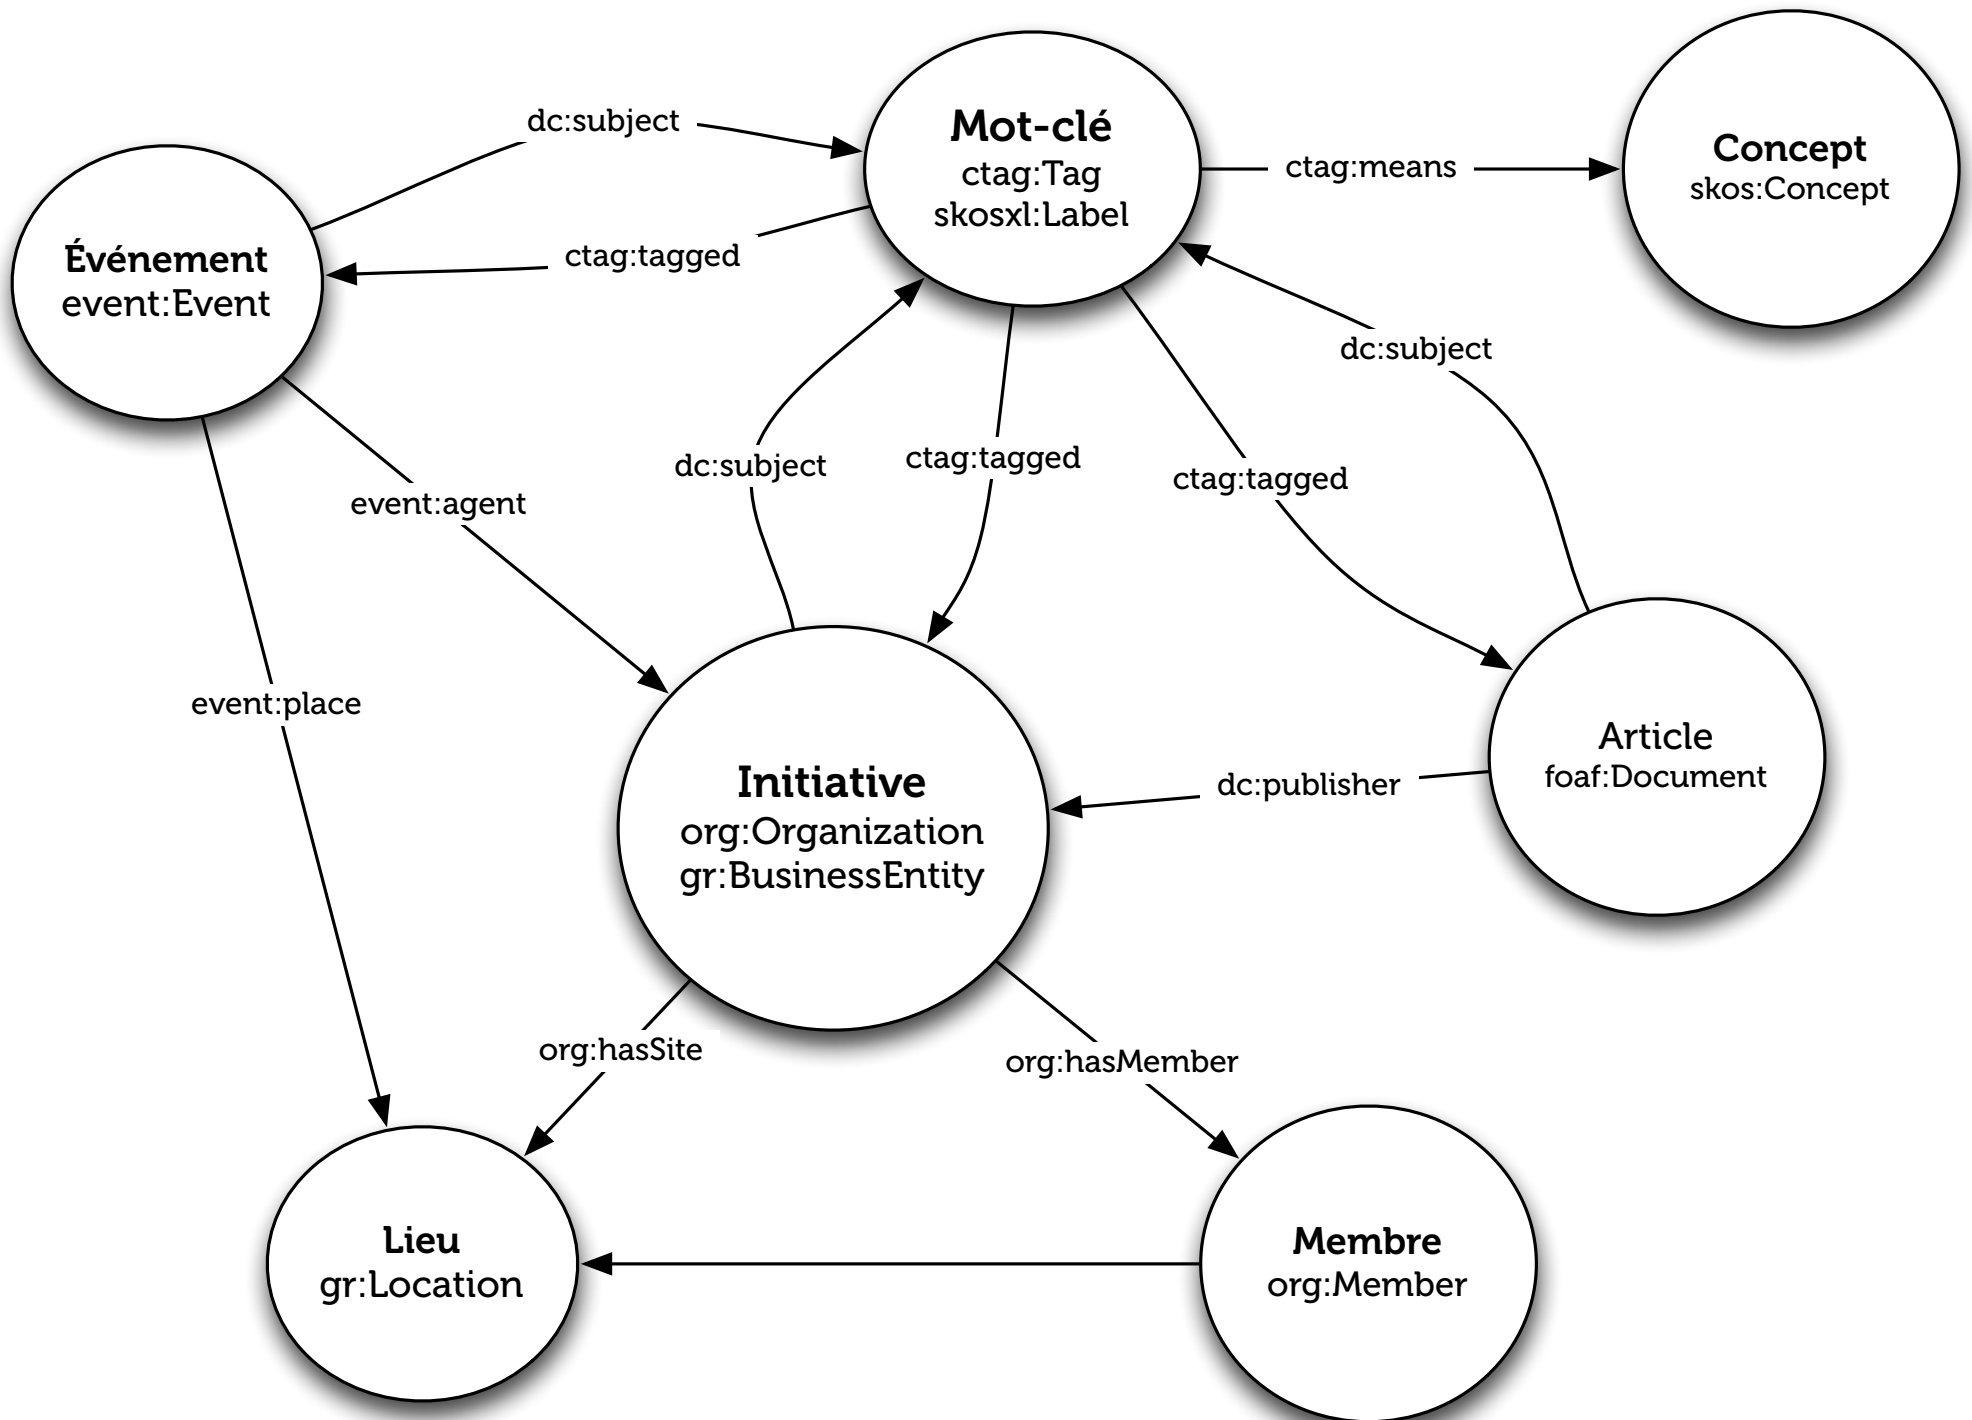 dc:subject
Mot-clé
ctag:Tag
skosxl:Label
ctag:means
Concept
skos:Concept
Événement
event:Event
ctag:tagged
dc:subject
dc:subject
ctag:tagged
ctag:tagged
event:agent
event:place
Initiative
org:Organization
gr:BusinessEntity
dc:publisher
Article
foaf:Document
org:hasSite
org:hasMember
Lieu
gr:Location
Membre
org:Member